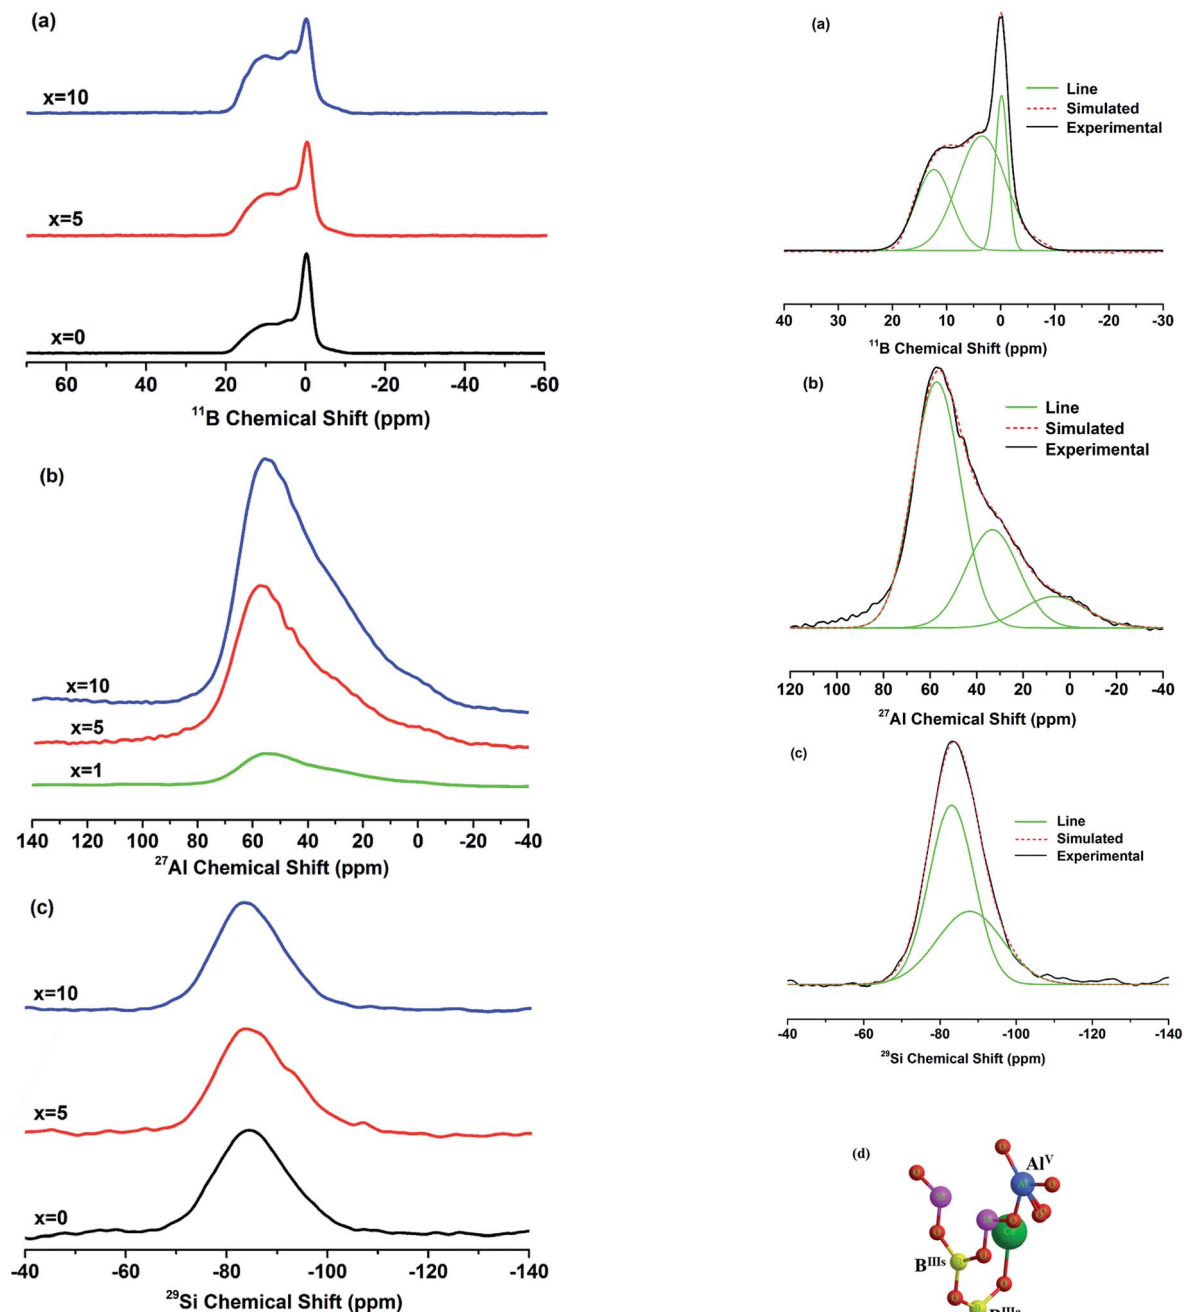 (a)
x=10
x=5
x=0
60 40 20 0 -20 -40 -60
¹¹B Chemical Shift (ppm)
(b)
x=10
x=5
x=1
140 120 100 80 60 40 20 0 -20 -40
²⁷Al Chemical Shift (ppm)
(c)
x=10
x=5
x=0
-40 -60 -80 -100 -120 -140
²⁹Si Chemical Shift (ppm)
(a)
Line
Simulated
Experimental
40 30 20 10 0 -10 -20 -30
¹¹B Chemical Shift (ppm)
(b)
Line
Simulated
Experimental
120 100 80 60 40 20 0 -20 -40
²⁷Al Chemical Shift (ppm)
(c)
Line
Simulated
Experimental
-40 -60 -80 -100 -120 -140
²⁹Si Chemical Shift (ppm)
(d)
Alⱽ
Bᴵᴵᴵˢ